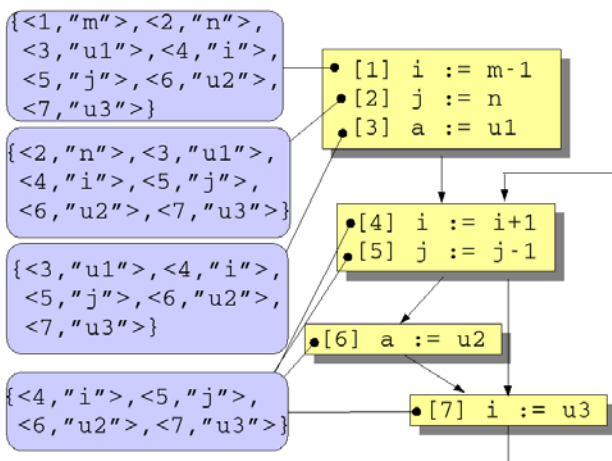 {<1,"m">,<2,"n">,
<3,"u1">,<4,"i">,
<5,"j">,<6,"u2">,
<7,"u3">}
{<2,"n">,<3,"u1">,
<4,"i">,<5,"j">,
<6,"u2">,<7,"u3">}
{<3,"u1">,<4,"i">,
<5,"j">,<6,"u2">,
<7,"u3">}
{<4,"i">,<5,"j">,
<6,"u2">,<7,"u3">}
[1] i := m-1
[2] j := n
[3] a := u1
[4] i := i+1
[5] j := j-1
[6] a := u2
[7] i := u3